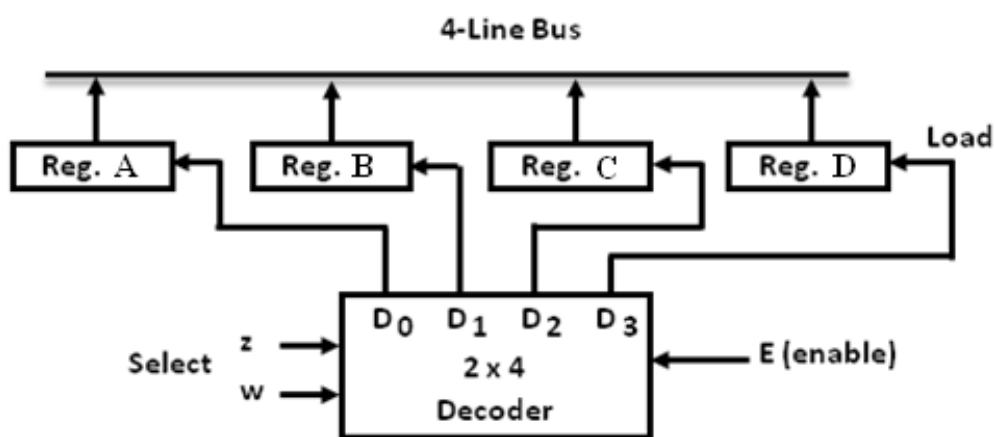 4-Line Bus
Load
Reg. A
Reg. B
Reg. C
Reg. D
D0 D1 D2 D3
Select
z
w
2 x 4
Decoder
E (enable)